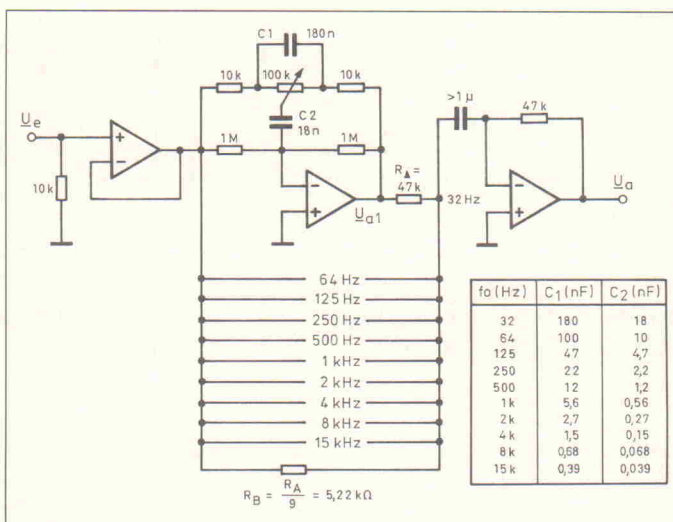 C1 180n
10k 100k 10k
C2
18n
>1µ 47k
Ue
1M 1M
+
−
10k
RA =
47k
−
+
Ua1
32Hz
−
+
Ua
64 Hz
125 Hz
250 Hz
500 Hz
1 kHz
2 kHz
4 kHz
8 kHz
15 kHz
RB = RA/9 = 5,22 kΩ
fo(Hz) C1(nF) C2(nF)
32 180 18
64 100 10
125 47 4,7
250 22 2,2
500 12 1,2
1k 5,6 0,56
2k 2,7 0,27
4k 1,5 0,15
8k 0,68 0,068
15k 0,39 0,039